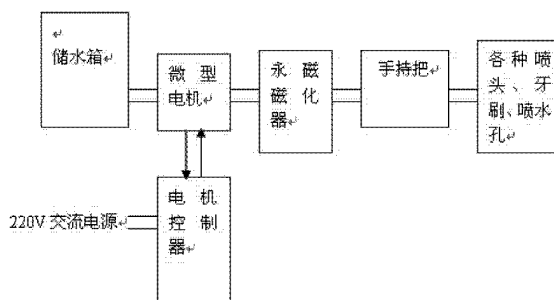 储水箱
微型
电机
永磁
磁化
器
手持把
各种喷
头、牙
刷、喷水
孔
电机
控制
器
220V 交流电源